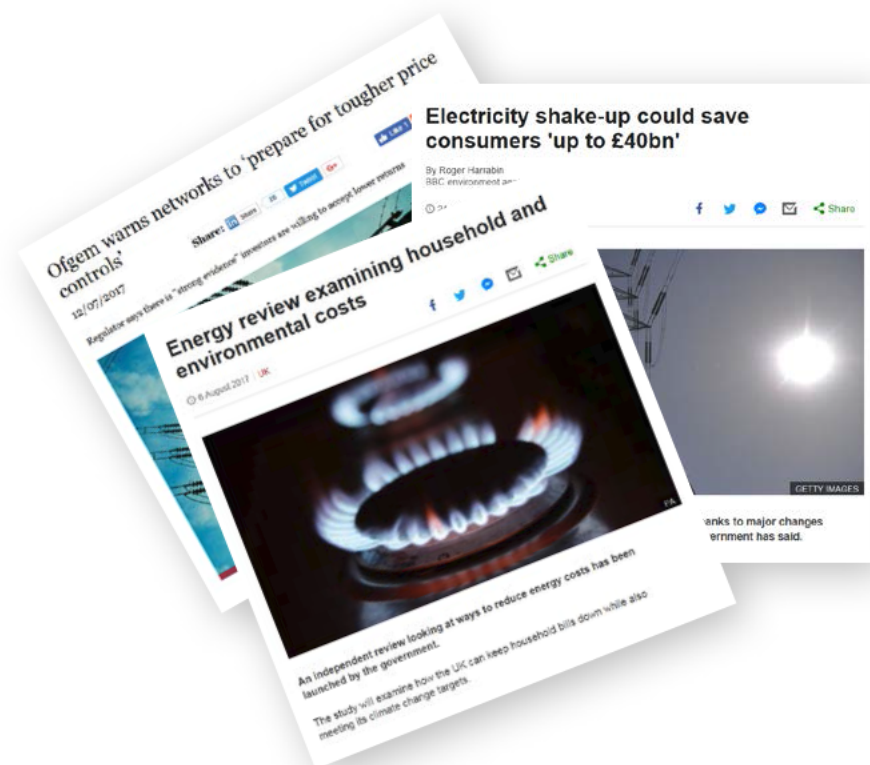 Ofgem warns networks to 'prepare for tougher price
controls'
12/07/2017
Share:
Share
26
Tweet
G+
Like 1
Regulator says there is "strong evidence" investors are willing to accept lower returns
Electricity shake-up could save
consumers 'up to £40bn'
By Roger Harrabin
BBC environment
Share
GETTY IMAGES
anks to major changes
ernment has said.
Energy review examining household and
environmental costs
6 August 2017 UK
Share
PA
An independent review looking at ways to reduce energy costs has been
launched by the government.
The study will examine how the UK can keep household bills down while also
meeting its climate change targets.